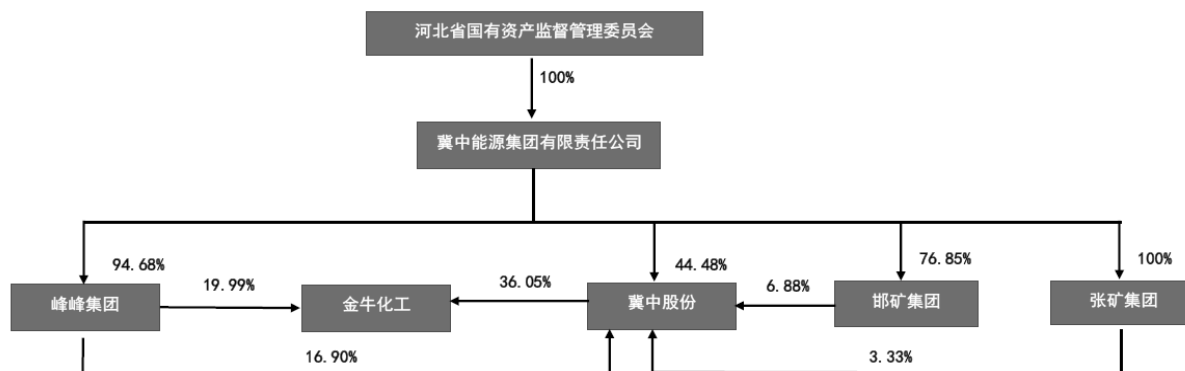 河北省国有资产监督管理委员会
100%
冀中能源集团有限责任公司
94.68%
44.48%
76.85%
100%
19.99%
36.05%
6.88%
峰峰集团
金牛化工
冀中股份
邯矿集团
张矿集团
16.90%
3.33%